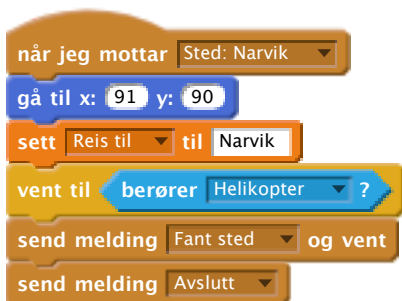 når jeg mottar Sted: Narvik
gå til x: 91 y: 90
sett Reis til til Narvik
vent til berører Helikopter ?
send melding Fant sted og vent
send melding Avslutt